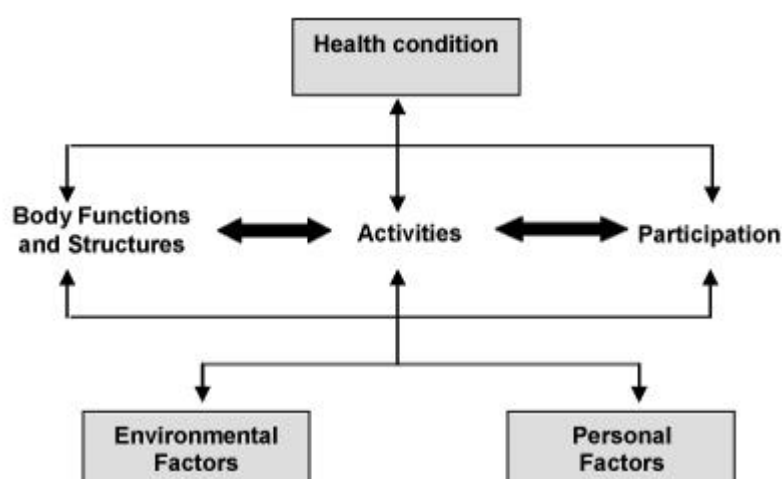 Health condition
Body Functions
and Structures
Activities
Participation
Environmental
Factors
Personal
Factors